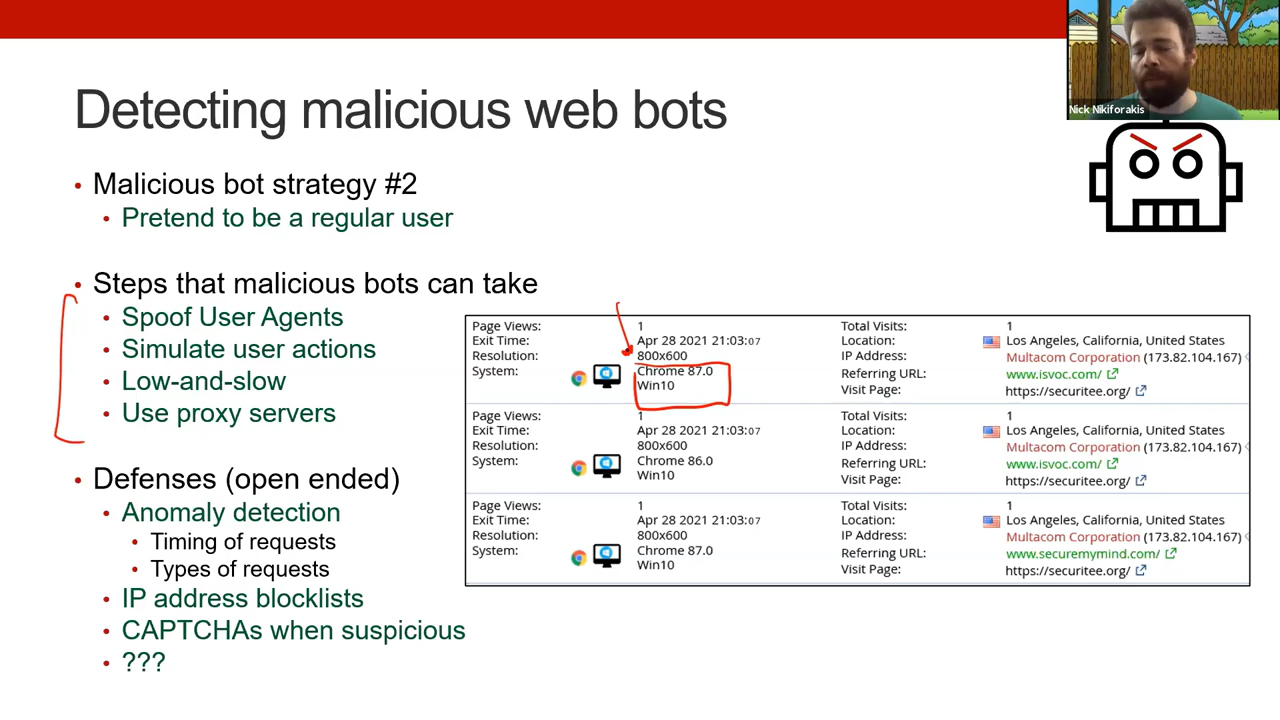 Nick Nikiforakis
Detecting malicious web bots
• Malicious bot strategy #2
• Pretend to be a regular user
• Steps that malicious bots can take
• Spoof User Agents
• Simulate user actions
• Low-and-slow
• Use proxy servers
• Defenses (open ended)
• Anomaly detection
• Timing of requests
• Types of requests
• IP address blocklists
• CAPTCHAs when suspicious
• ???
Page Views: 1 Total Visits: 1
Exit Time: Apr 28 2021 21:03:07 Location: Los Angeles, California, United States
Resolution: 800x600 IP Address: Multacom Corporation (173.82.104.167)
System: Chrome 87.0 Referring URL: www.isvoc.com/
Win10 Visit Page: https://securitee.org/
Page Views: 1 Total Visits: 1
Exit Time: Apr 28 2021 21:03:07 Location: Los Angeles, California, United States
Resolution: 800x600 IP Address: Multacom Corporation (173.82.104.167)
System: Chrome 86.0 Referring URL: www.isvoc.com/
Win10 Visit Page: https://securitee.org/
Page Views: 1 Total Visits: 1
Exit Time: Apr 28 2021 21:03:07 Location: Los Angeles, California, United States
Resolution: 800x600 IP Address: Multacom Corporation (173.82.104.167)
System: Chrome 87.0 Referring URL: www.securemymind.com/
Win10 Visit Page: https://securitee.org/